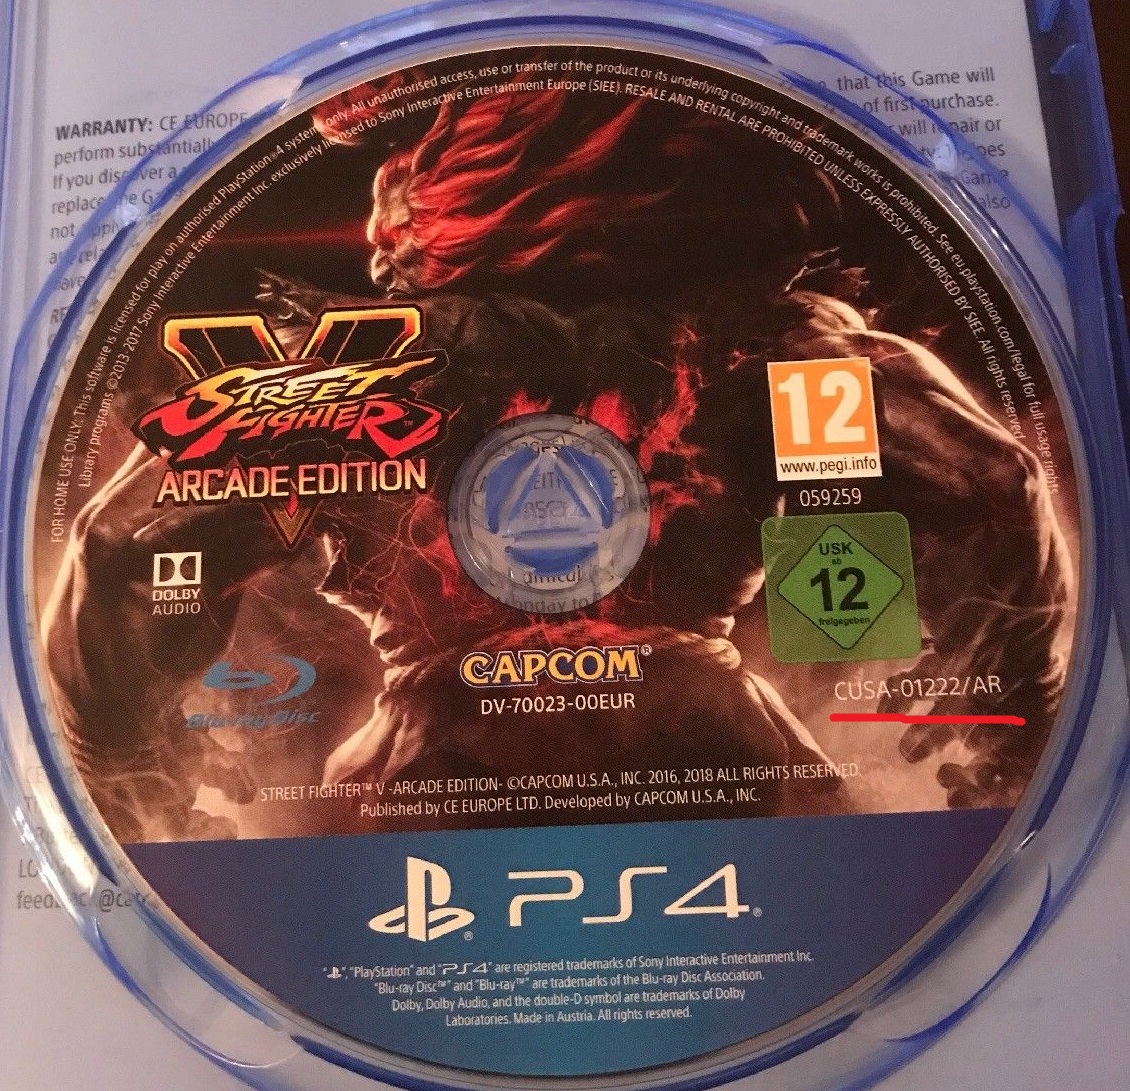 FOR HOME USE ONLY: This software is licensed for play on authorised PlayStation®4 systems only. All unauthorised access, use or transfer of the product or its underlying copyright and trademark works is prohibited. See eu.playstation.com/legal for full usage rights.
Library programs ©2013-2017 Sony Interactive Entertainment Inc. exclusively licensed to Sony Interactive Entertainment Europe (SIEE). RESALE AND RENTAL ARE PROHIBITED UNLESS EXPRESSLY AUTHORISED BY SIEE. All rights reserved.
WARRANTY: CE EUROPE
perform substantially
If you
replace
not
that this Game will
of first purchase.
will repair or
Game
also
V
STREET
FIGHTER™
ARCADE EDITION
12
www.pegi.info
059259
USK
ab
12
freigegeben
DOLBY
AUDIO
Blu-ray Disc
CAPCOM®
DV-70023-00EUR
CUSA-01222/AR
STREET FIGHTER™ V -ARCADE EDITION- ©CAPCOM U.S.A., INC. 2016, 2018 ALL RIGHTS RESERVED.
Published by CE EUROPE LTD. Developed by CAPCOM U.S.A., INC.
PS4®
"PlayStation" and "PS4" are registered trademarks of Sony Interactive Entertainment Inc.
"Blu-ray Disc™" and "Blu-ray™" are trademarks of the Blu-ray Disc Association.
Dolby, Dolby Audio, and the double-D symbol are trademarks of Dolby
Laboratories. Made in Austria. All rights reserved.